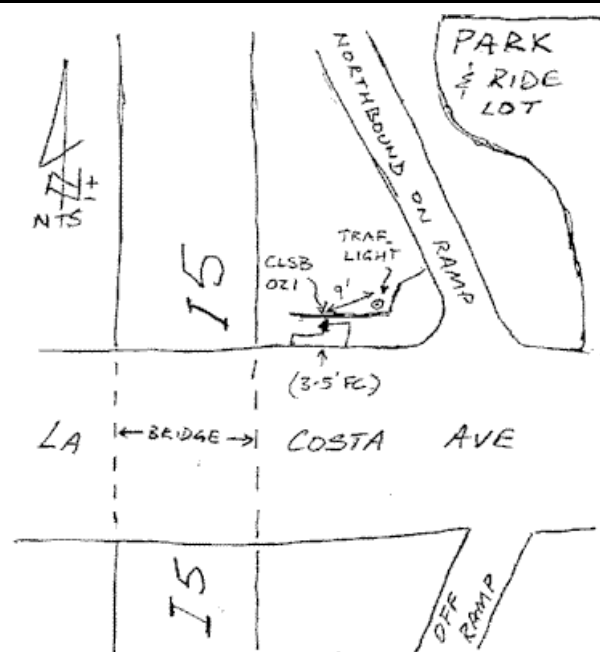 PARK
& RIDE
LOT
NORTHBOUND ON RAMP
NTS
I5
CLSB
021
9'
TRAF.
LIGHT
(3-5' FC)
LA
BRIDGE
COSTA
AVE
I5
OFF
RAMP